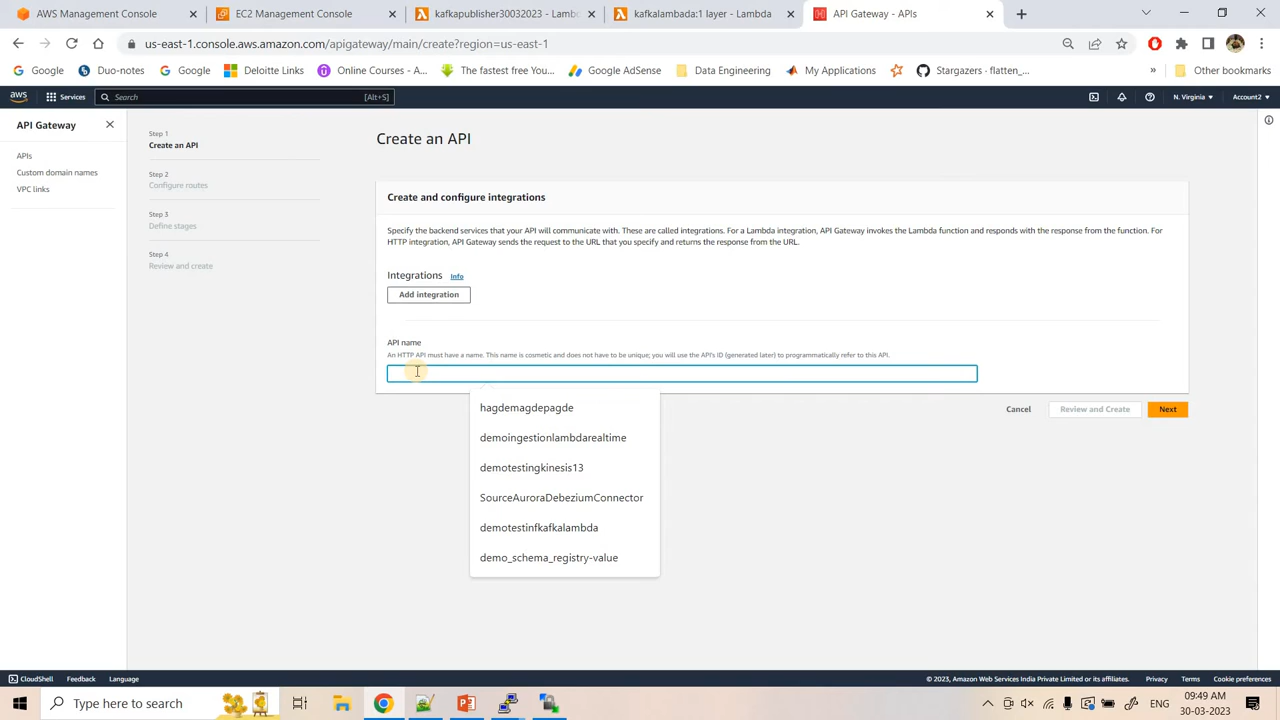 AWS Management Console
EC2 Management Console
kafkapublisher30032023 - Lamb
kafkalambda:1 layer - Lambda
API Gateway - APIs
us-east-1.console.aws.amazon.com/apigateway/main/create?region=us-east-1
Google
Duo-notes
Google
Deloitte Links
Online Courses - A...
The fastest free You...
Google AdSense
Data Engineering
My Applications
Stargazers · flatten_...
»
Other bookmarks
aws
Services
Search
[Alt+S]
N. Virginia
Account2
API Gateway
APIs
Custom domain names
VPC links
Step 1
Create an API
Step 2
Configure routes
Step 3
Define stages
Step 4
Review and create
Create an API
Create and configure integrations
Specify the backend services that your API will communicate with. These are called integrations. For a Lambda integration, API Gateway invokes the Lambda function and responds with the response from the function. For
HTTP integration, API Gateway sends the request to the URL that you specify and returns the response from the URL.
Integrations Info
Add integration
API name
An HTTP API must have a name. This name is cosmetic and does not have to be unique; you will use the API's ID (generated later) to programmatically refer to this API.
hagdemagdepagde
demoingestionlambdarealtime
demotestingkinesis13
SourceAuroraDebeziumConnector
demotestinfkafkalambda
demo_schema_registry-value
Cancel
Review and Create
Next
CloudShell
Feedback
Language
© 2023, Amazon Web Services India Private Limited or its affiliates.
Privacy
Terms
Cookie preferences
Type here to search
ENG
09:49 AM
30-03-2023